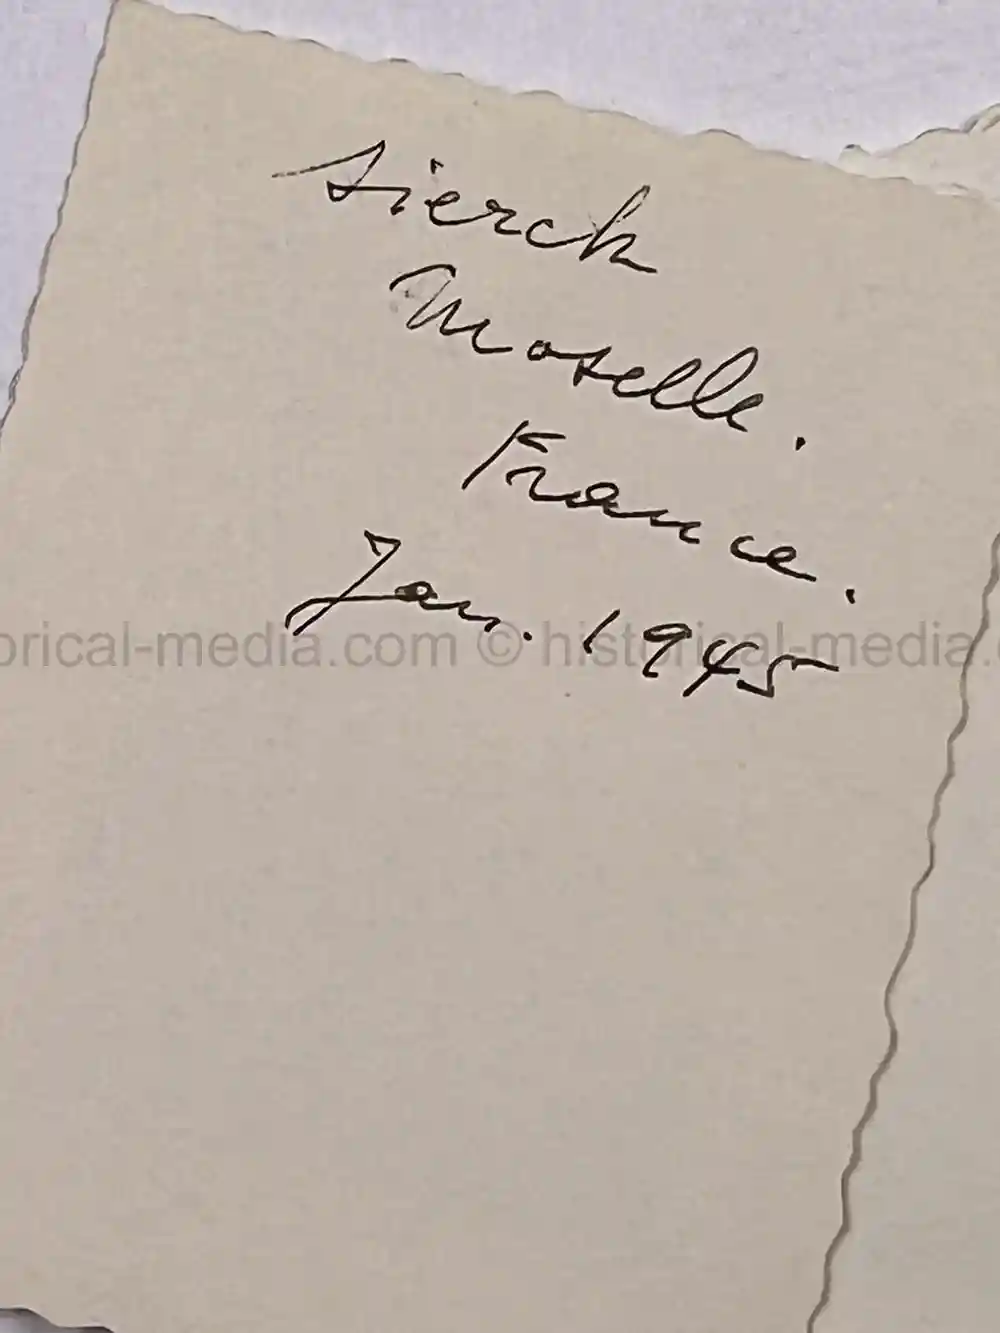 Sierck
Moselle.
France.
Jan. 1945
orical-media.com © historical-media.c